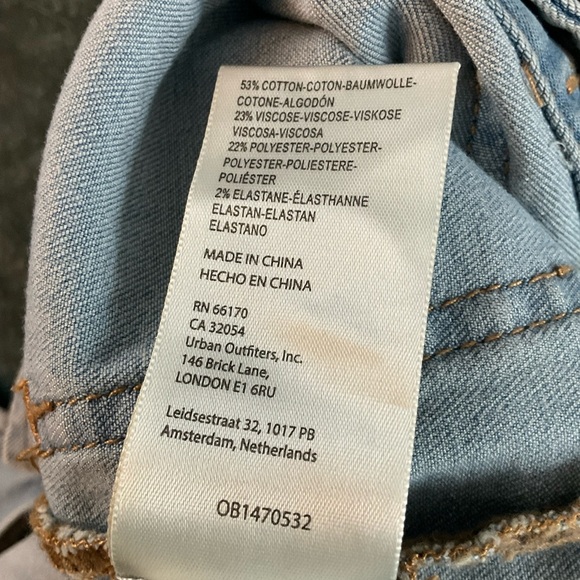 53% COTTON-COTON-BAUMWOLLE-
COTONE-ALGODÓN
23% VISCOSE-VISCOSE-VISKOSE
VISCOSA-VISCOSA
22% POLYESTER-POLYESTER-
POLYESTER-POLIESTERE-
POLIÉSTER
2% ELASTANE-ÉLASTHANNE
ELASTAN-ELASTAN
ELASTANO
MADE IN CHINA
HECHO EN CHINA
RN 66170
CA 32054
Urban Outfiters, Inc.
146 Brick Lane,
LONDON E1 6RU
Leidsestraat 32, 1017 PB
Amsterdam, Netherlands
OB1470532